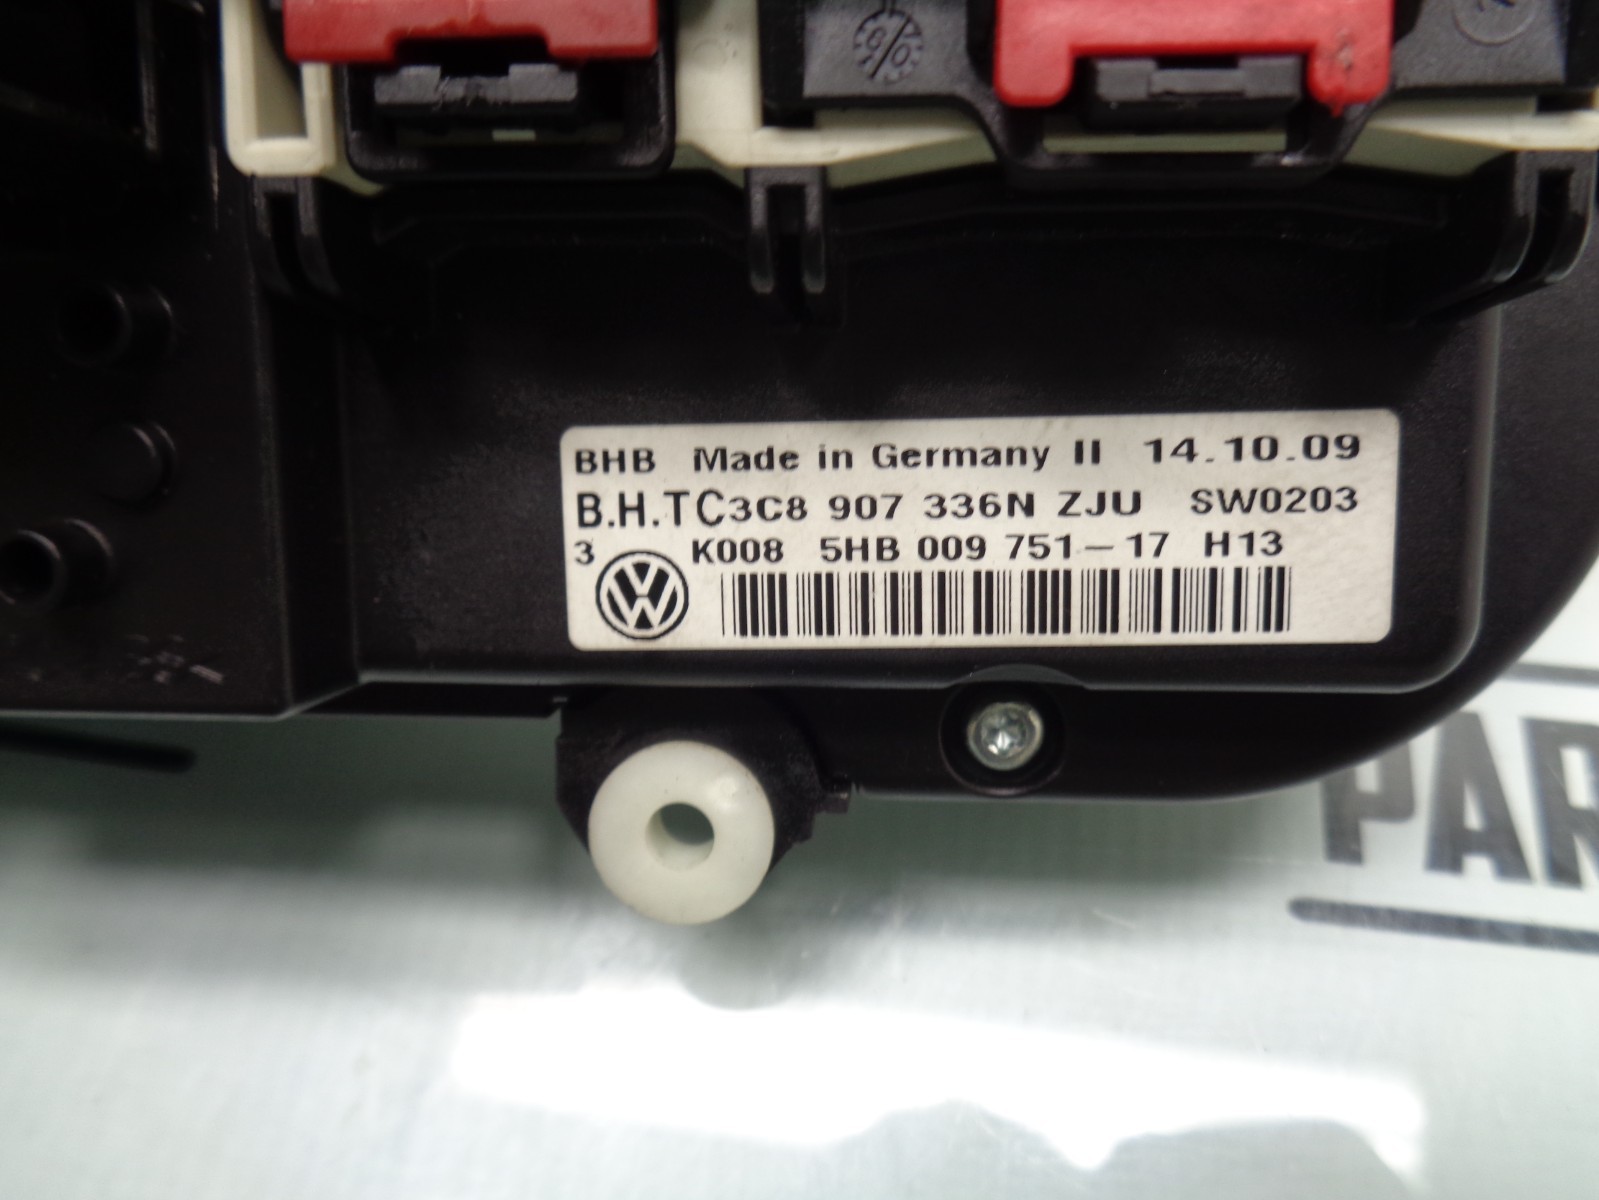 BHB Made in Germany II 14.10.09
B.H.TC3C8 907 336N ZJU SW0203
3 K008 5HB 009 751-17 H13
VW
PAR